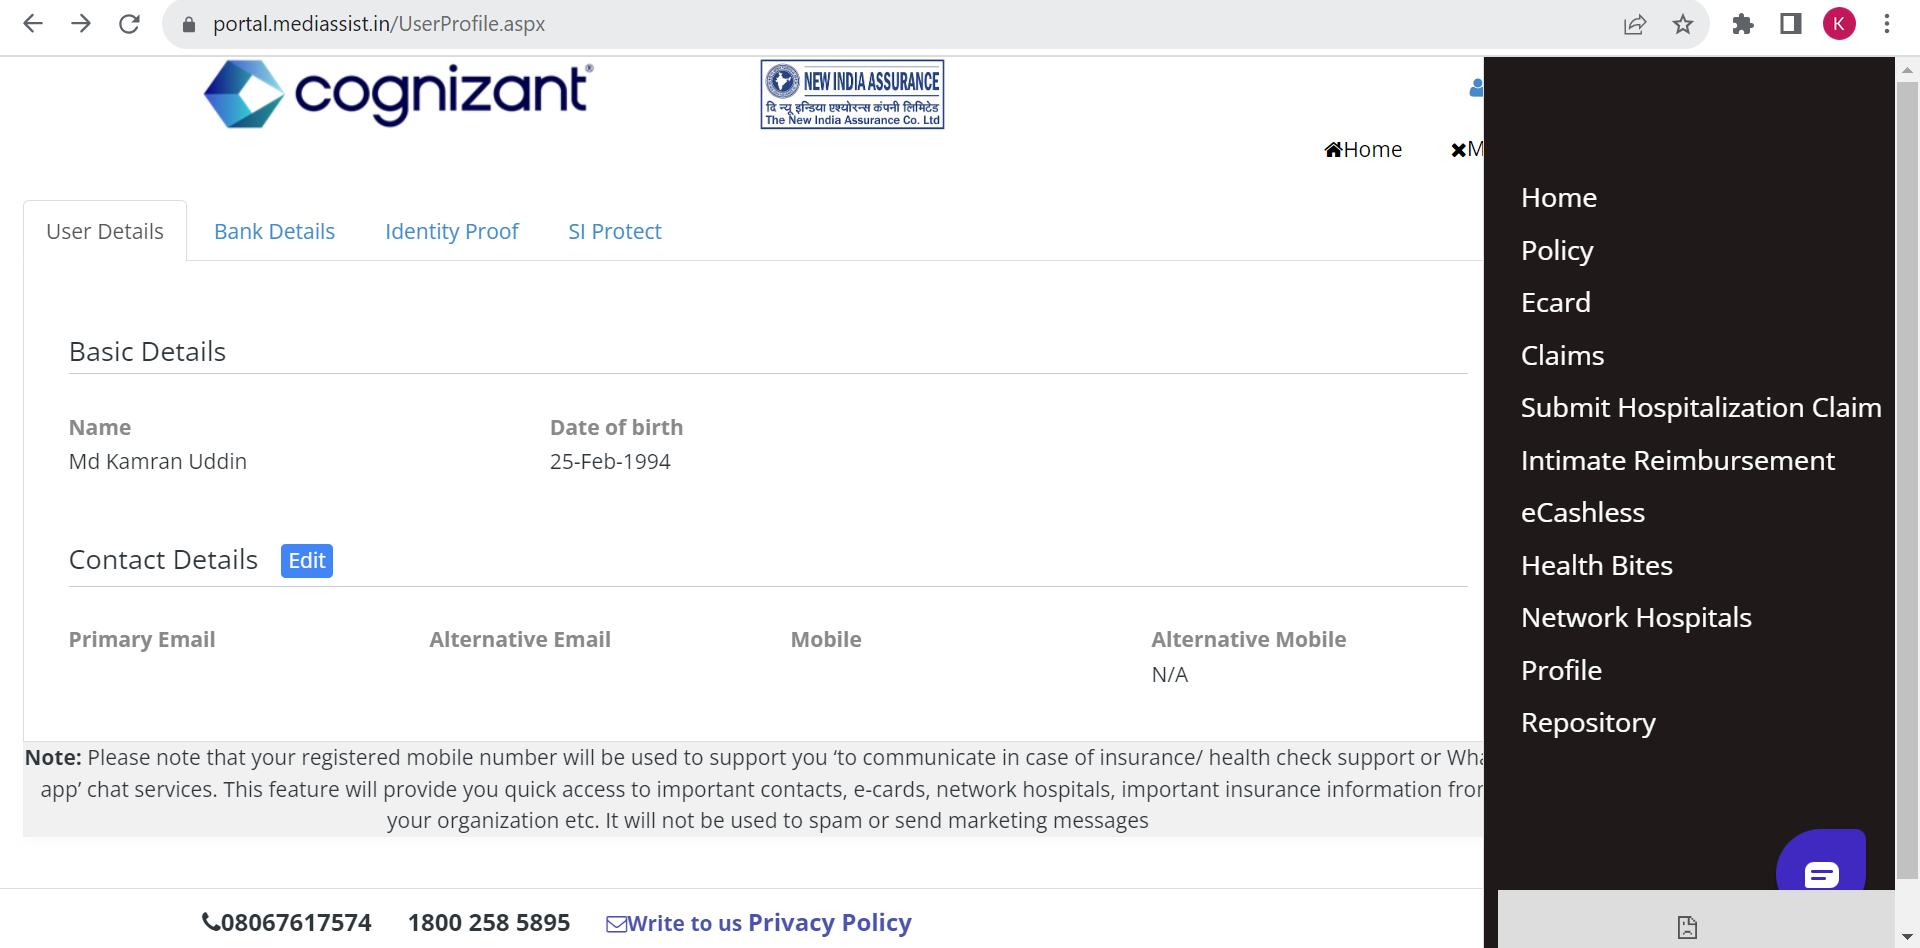 portal.mediassist.in/UserProfile.aspx
K
cognizant
NEW INDIA ASSURANCE
दि न्यू इन्डिया एश्योरन्स कंपनी लिमिटेड
The New India Assurance Co. Ltd
Home
M
User Details
Bank Details
Identity Proof
SI Protect
Basic Details
Name
Date of birth
Md Kamran Uddin
25-Feb-1994
Contact Details
Edit
Primary Email
Alternative Email
Mobile
Alternative Mobile
N/A
Note: Please note that your registered mobile number will be used to support you ‘to communicate in case of insurance/ health check support or Wha
app’ chat services. This feature will provide you quick access to important contacts, e-cards, network hospitals, important insurance information fro
your organization etc. It will not be used to spam or send marketing messages
08067617574
1800 258 5895
Write to us
Privacy Policy
Home
Policy
Ecard
Claims
Submit Hospitalization Claim
Intimate Reimbursement
eCashless
Health Bites
Network Hospitals
Profile
Repository